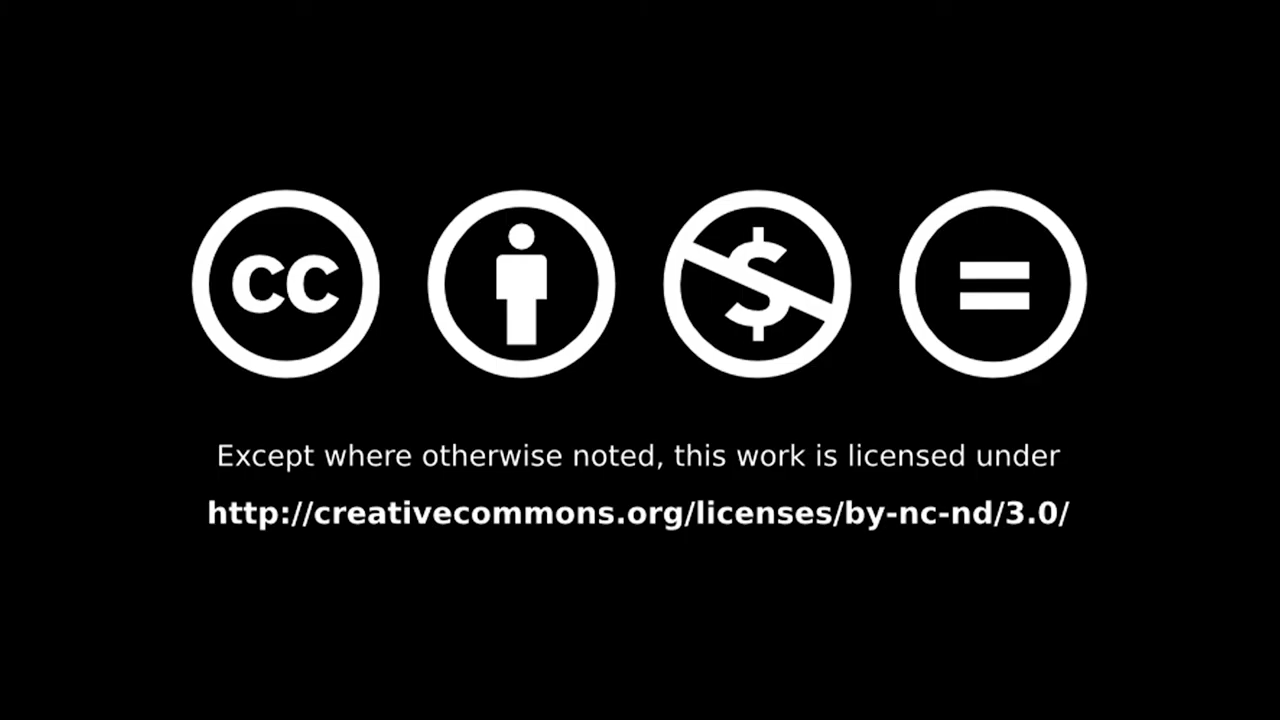 cc
$
=
Except where otherwise noted, this work is licensed under
http://creativecommons.org/licenses/by-nc-nd/3.0/